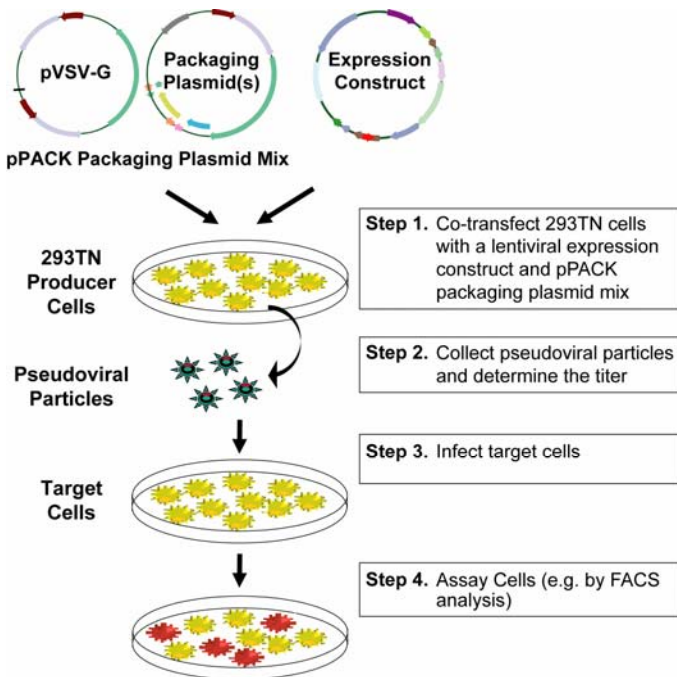 pVSV-G
Packaging
Plasmid(s)
Expression
Construct
pPACK Packaging Plasmid Mix
293TN
Producer
Cells
Step 1. Co-transfect 293TN cells
with a lentiviral expression
construct and pPACK
packaging plasmid mix
Pseudoviral
Particles
Step 2. Collect pseudoviral particles
and determine the titer
Target
Cells
Step 3. Infect target cells
Step 4. Assay Cells (e.g. by FACS
analysis)